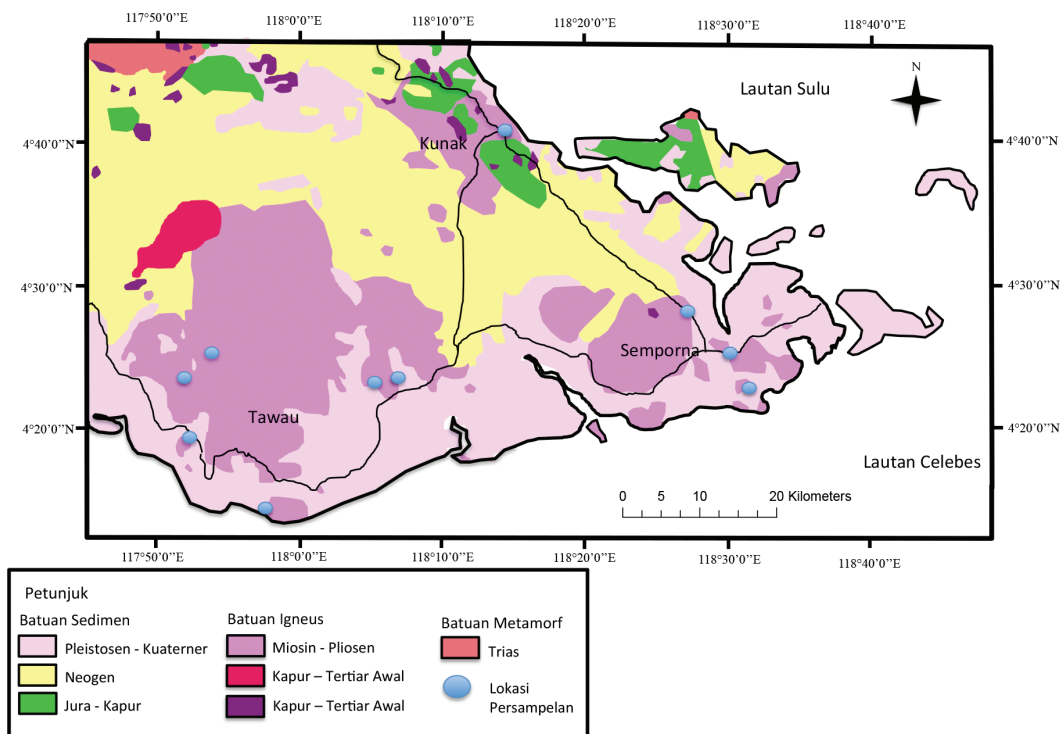 117°50'0''E 118°0'0''E 118°10'0''E 118°20'0''E 118°30'0''E 118°40'0''E
N
Lautan Sulu
4°40'0''N Kunak 4°40'0''N
4°30'0''N 4°30'0''N
Semporna
Tawau
4°20'0''N 4°20'0''N
Lautan Celebes
0 5 10 20 Kilometers
117°50'0''E 118°0'0''E 118°10'0''E 118°20'0''E 118°30'0''E 118°40'0''E
Petunjuk
Batuan Sedimen
Pleistosen - Kuaterner
Neogen
Jura - Kapur
Batuan Igneus
Miosin - Pliosen
Kapur – Tertiar Awal
Kapur – Tertiar Awal
Batuan Metamorf
Trias
Lokasi
Persampelan